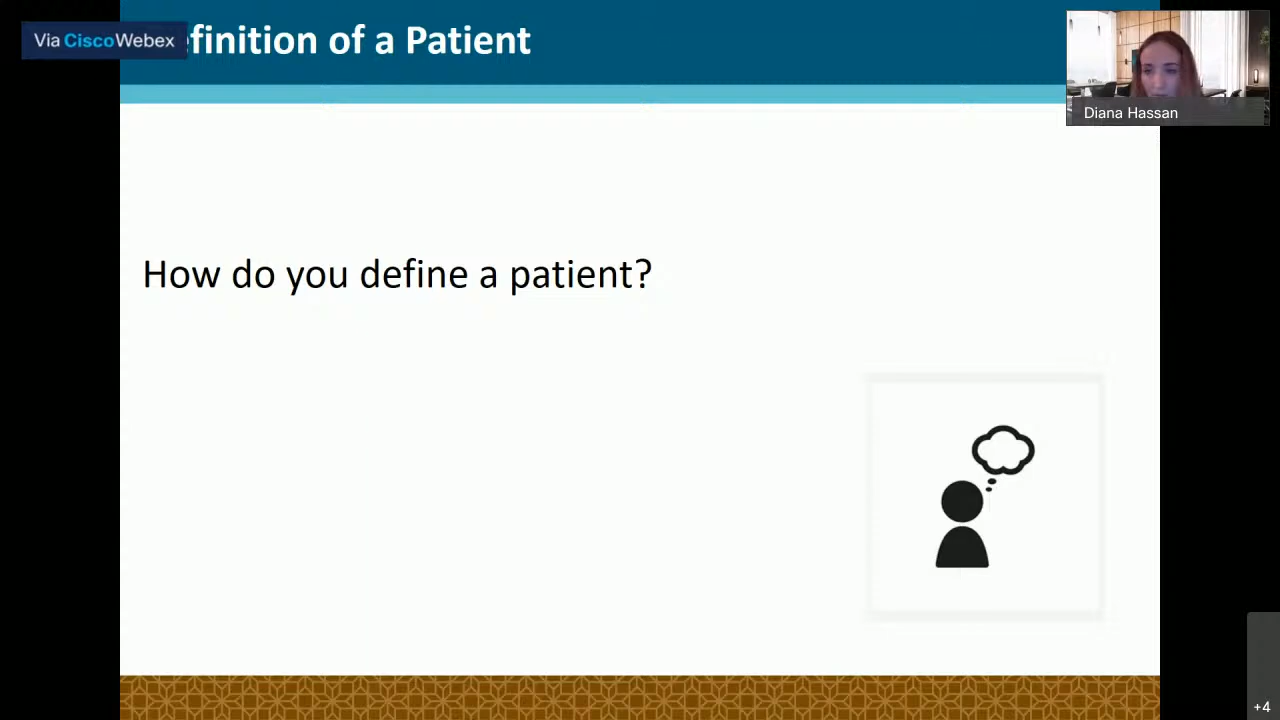 Via CiscoWebex
finition of a Patient
Diana Hassan
How do you define a patient?
+4